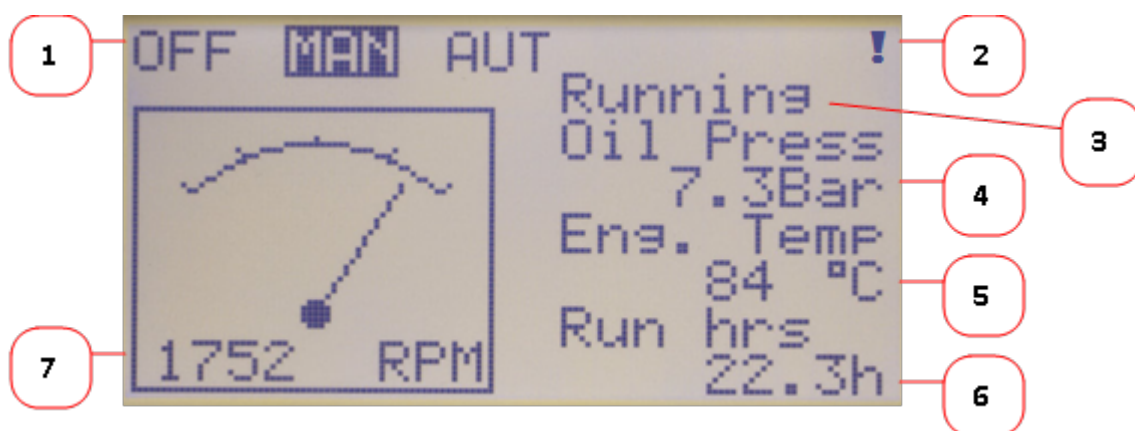 1
OFF MAN AUT
!
2
Running
3
Oil Press
7.3Bar
4
Eng. Temp
84 °C
5
Run hrs
22.3h
6
1752 RPM
7